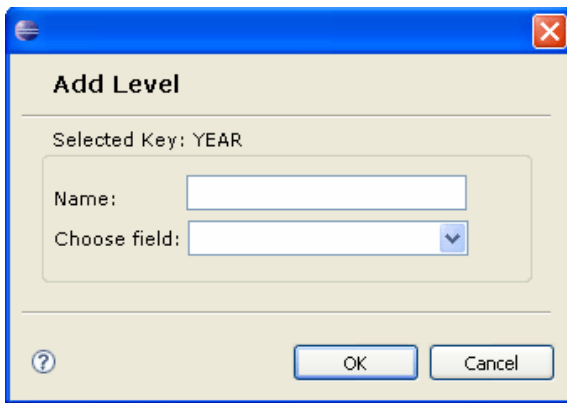 Add Level
Selected Key: YEAR
Name:
Choose field:
?
OK Cancel